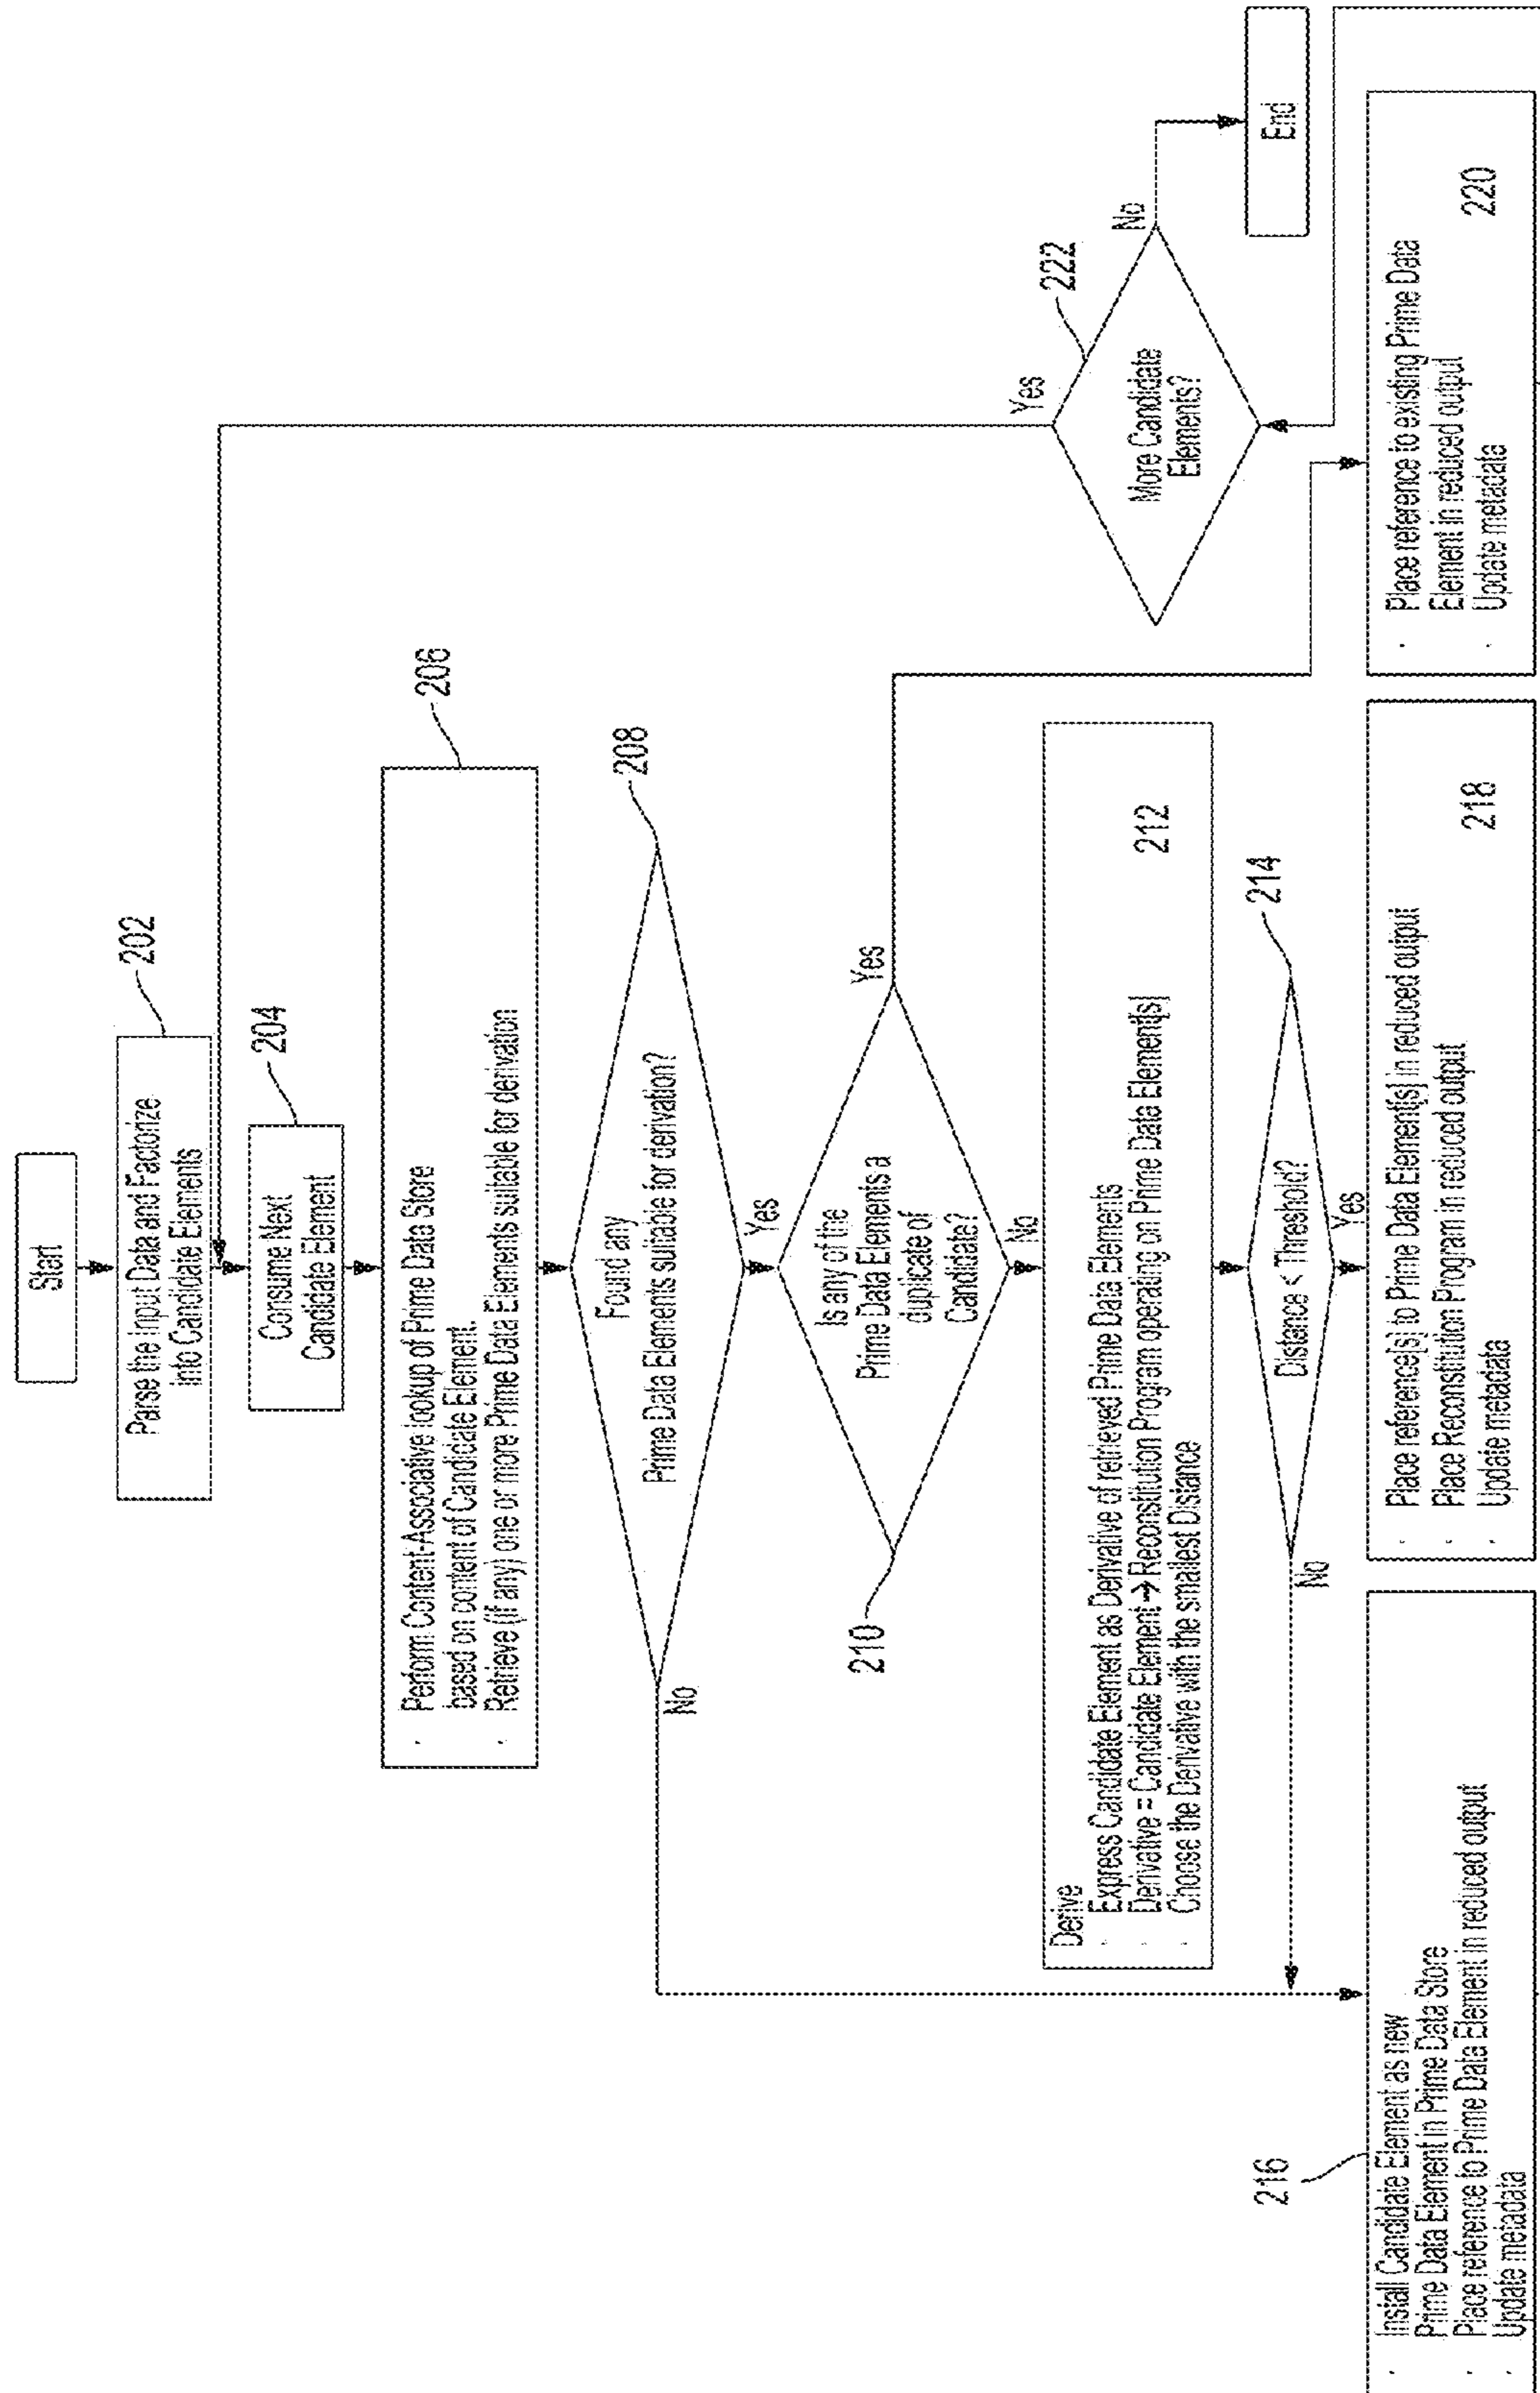 Start
Parse the Input Data and Factorize
into Candidate Elements
202
Consume Next
Candidate Element
204
Perform Content-Associative lookup of Prime Data Store
based on content of Candidate Element.
Retrieve (if any) one or more Prime Data Elements suitable for derivation
206
Found any
Prime Data Elements suitable for derivation?
208
No
Yes
Is any of the
Prime Data Elements a
duplicate of
Candidate?
210
Yes
No
Derive
Express Candidate Element as Derivative of retrieved Prime Data Elements
Derivative = Candidate Element → Reconstitution Program operating on Prime Data Element[s]
Choose the Derivative with the smallest Distance
212
Distance < Threshold?
214
No
Yes
Install Candidate Element as new
Prime Data Element in Prime Data Store
Place reference to Prime Data Element in reduced output
Update metadata
216
Place reference[s] to Prime Data Element[s] in reduced output
Place Reconstitution Program in reduced output
Update metadata
218
Place reference to existing Prime Data
Element in reduced output
Update metadata
220
More Candidate
Elements?
222
Yes
No
End